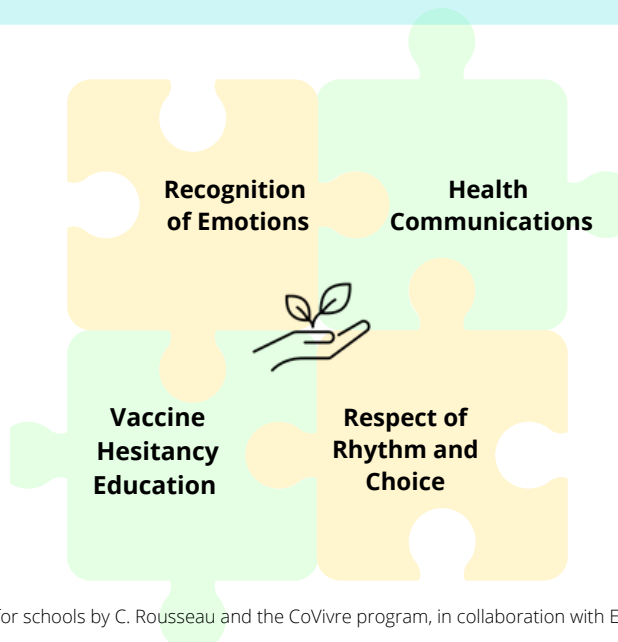 Recognition
of Emotions
Health
Communications
Vaccine
Hesitancy
Education
Respect of
Rhythm and
Choice
for schools by C. Rousseau and the CoVivre program, in collaboration with